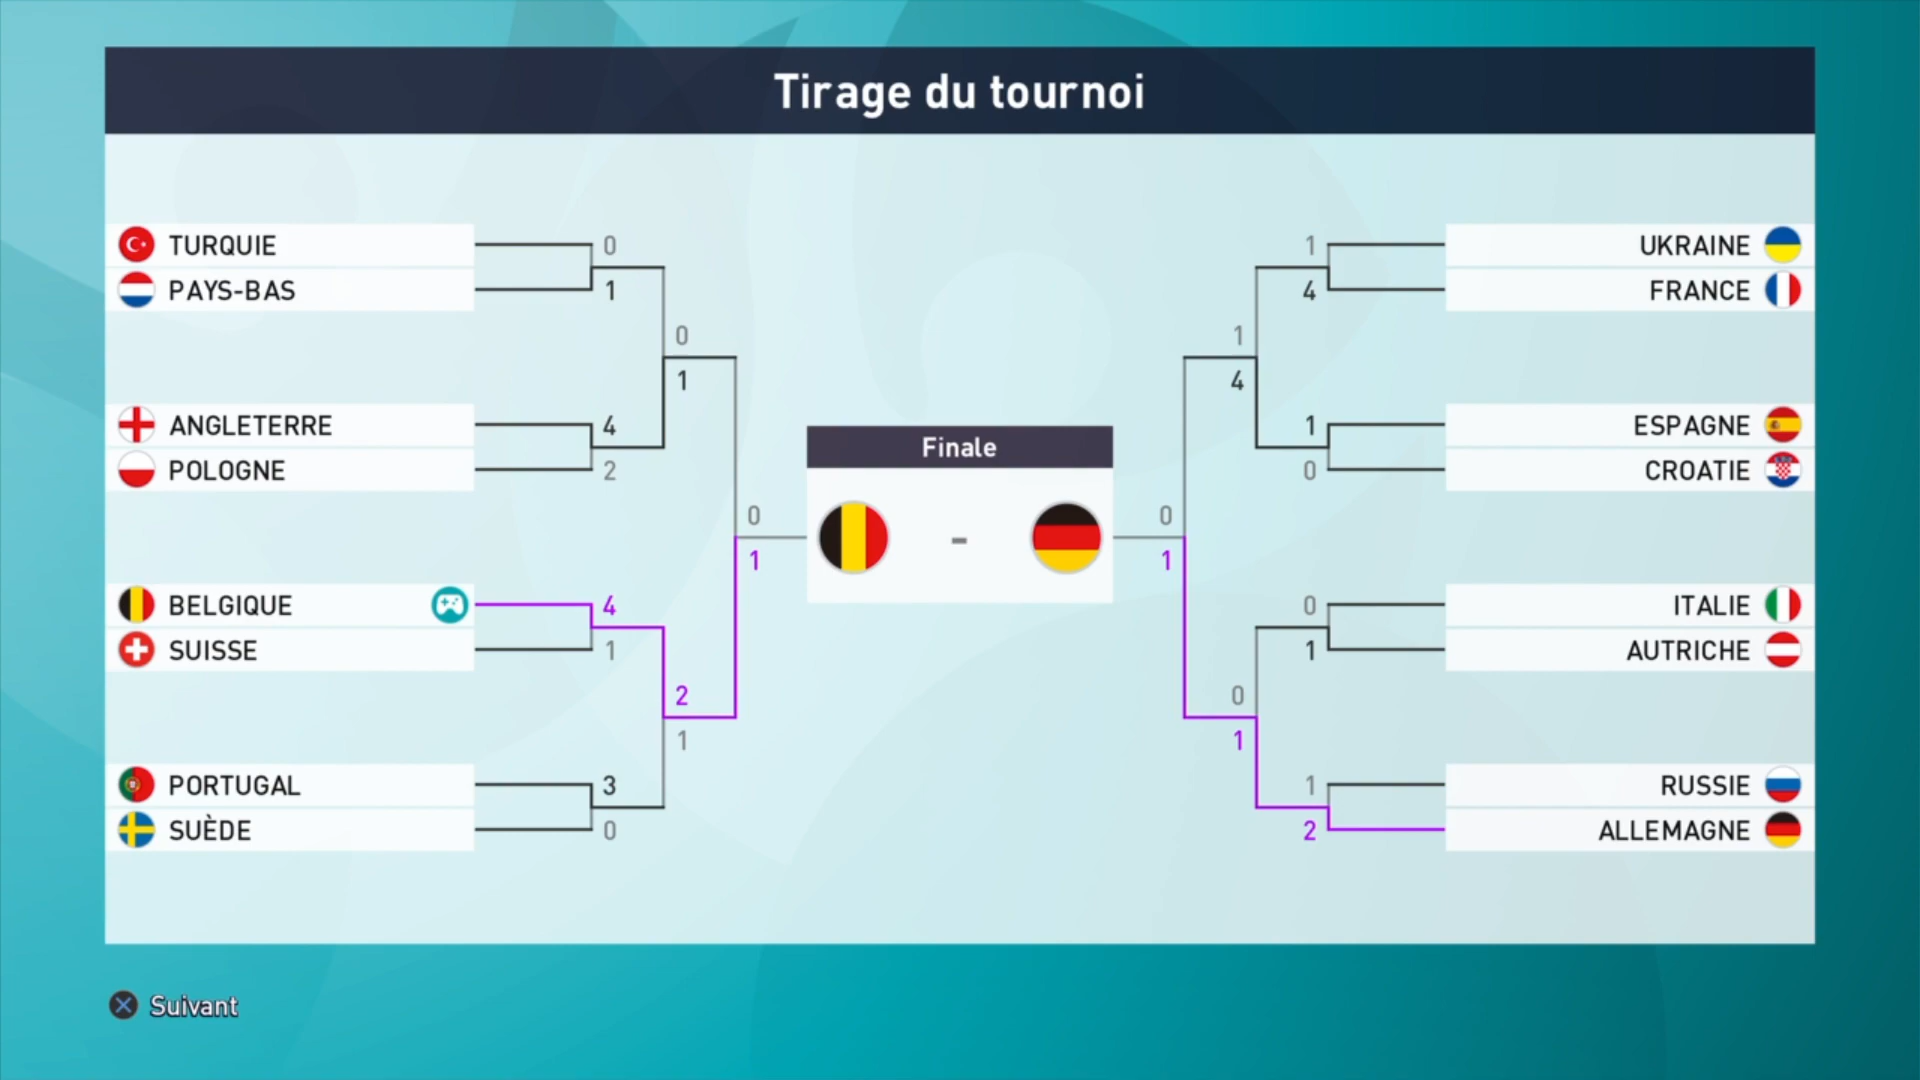 Tirage du tournoi
TURQUIE 0
PAYS-BAS 1
0
1
ANGLETERRE 4
POLOGNE 2
0
1
BELGIQUE 4
SUISSE 1
2
1
PORTUGAL 3
SUÈDE 0
Finale
-
1 UKRAINE
4 FRANCE
1
4
1 ESPAGNE
0 CROATIE
0
1
0 ITALIE
1 AUTRICHE
0
1
1 RUSSIE
2 ALLEMAGNE
Suivant